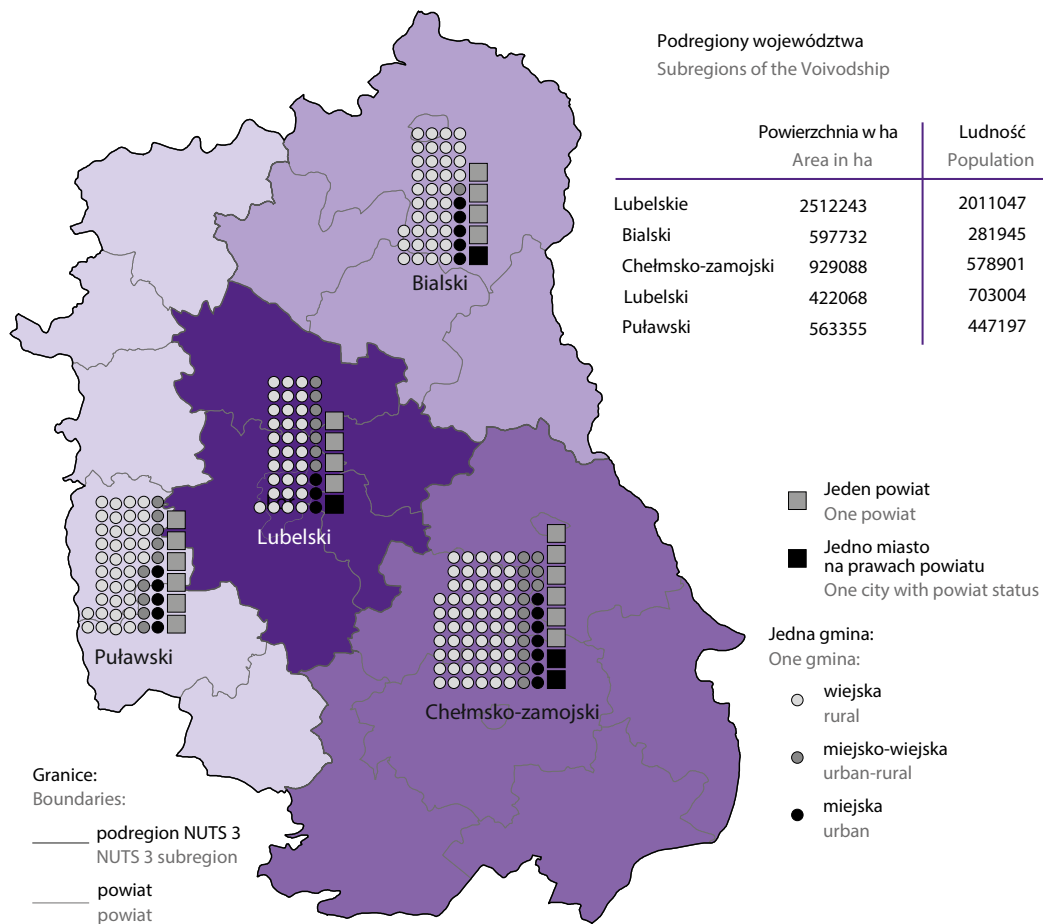 Podregiony województwa
Subregions of the Voivodship
Powierzchnia w ha Ludność
Area in ha Population
Lubelskie 2512243 2011047
Bialski 597732 281945
Chełmsko-zamojski 929088 578901
Lubelski 422068 703004
Puławski 563355 447197
Bialski
Lubelski
Puławski
Chełmsko-zamojski
Jeden powiat
One powiat
Jedno miasto
na prawach powiatu
One city with powiat status
Jedna gmina:
One gmina:
wiejska
rural
miejsko-wiejska
urban-rural
miejska
urban
Granice:
Boundaries:
podregion NUTS 3
NUTS 3 subregion
powiat
powiat